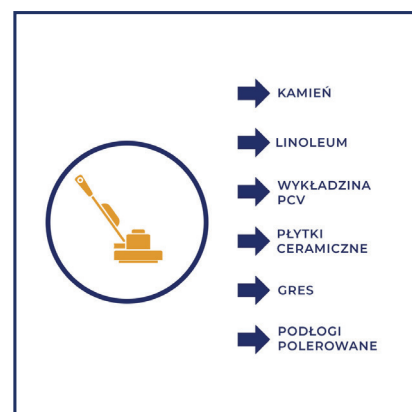 KAMIEŃ
LINOLEUM
WYKŁADZINA
PCV
PŁYTKI
CERAMICZNE
GRES
PODŁOGI
POLEROWANE